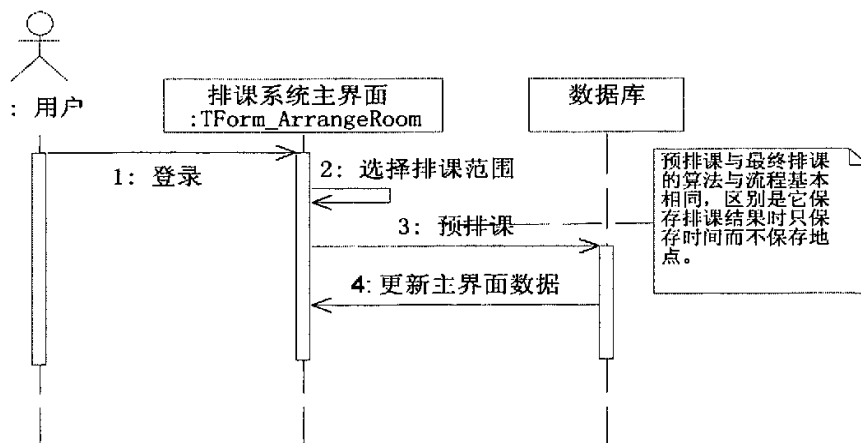 : 用户
排课系统主界面
:TForm_ArrangeRoom
数据库
1: 登录
2: 选择排课范围
3: 预排课
4: 更新主界面数据
预排课与最终排课
的算法与流程基本
相同，区别是它保
存排课结果时只保
存时间而不保存地
点。